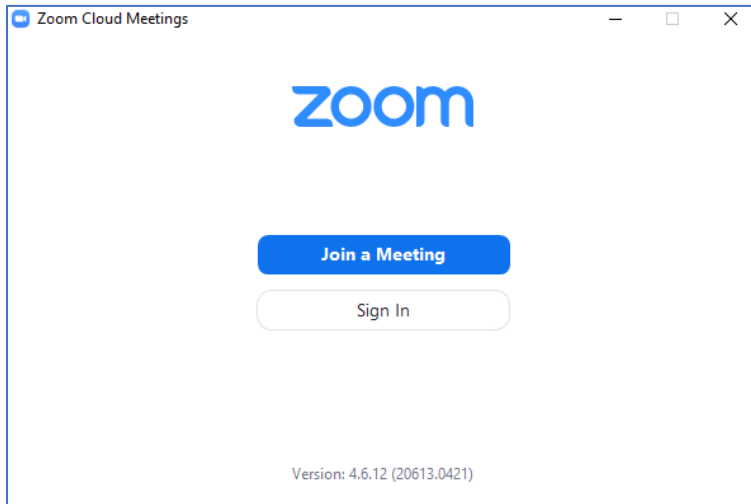 Zoom Cloud Meetings
zoom
Join a Meeting
Sign In
Version: 4.6.12 (20613.0421)